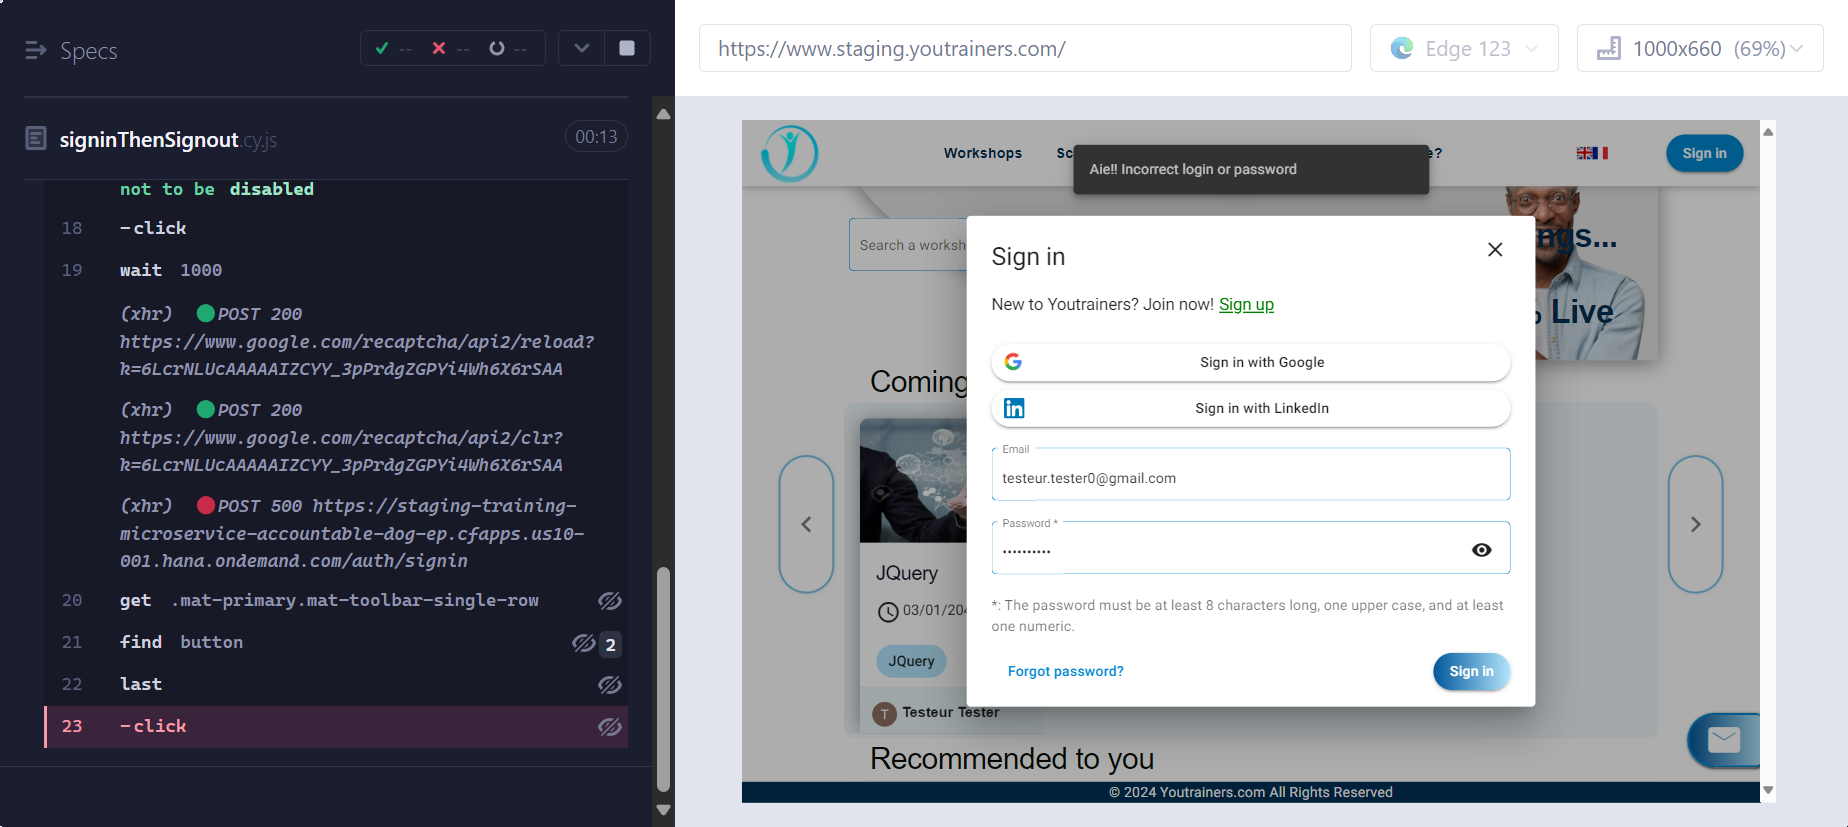 Specs
--
--
--
signinThenSignout.cy.js
00:13
not to be disabled
18 -click
19 wait 1000
(xhr) POST 200
https://www.google.com/recaptcha/api2/reload?
k=6LcrNLUcAAAAAIZCYY_3pPrdgZGPYi4Wh6X6rSAA
(xhr) POST 200
https://www.google.com/recaptcha/api2/clr?
k=6LcrNLUcAAAAAIZCYY_3pPrdgZGPYi4Wh6X6rSAA
(xhr) POST 500 https://staging-training-
microservice-accountable-dog-ep.cfapps.us10-
001.hana.ondemand.com/auth/signin
20 get .mat-primary.mat-toolbar-single-row
21 find button 2
22 last
23 -click
https://www.staging.youtrainers.com/
Edge 123
1000x660 (69%)
Workshops
Sc
e?
Sign in
Aie!! Incorrect login or password
Search a worksh
ngs...
Live
Sign in
New to Youtrainers? Join now! Sign up
Sign in with Google
Sign in with LinkedIn
Email
testeur.tester0@gmail.com
Password *
••••••••••
*: The password must be at least 8 characters long, one upper case, and at least
one numeric.
Forgot password?
Sign in
Coming
JQuery
03/01/204
JQuery
T Testeur Tester
Recommended to you
© 2024 Youtrainers.com All Rights Reserved